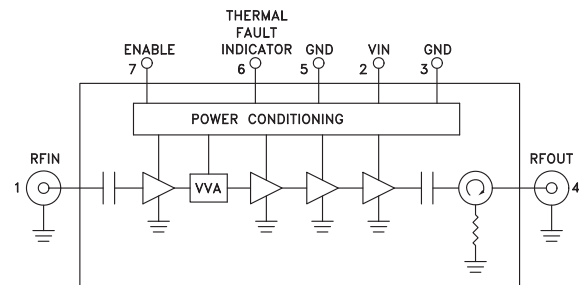 THERMAL
FAULT
ENABLE INDICATOR GND VIN GND
7 6 5 2 3
POWER CONDITIONING
RFIN RFOUT
1 VVA 4